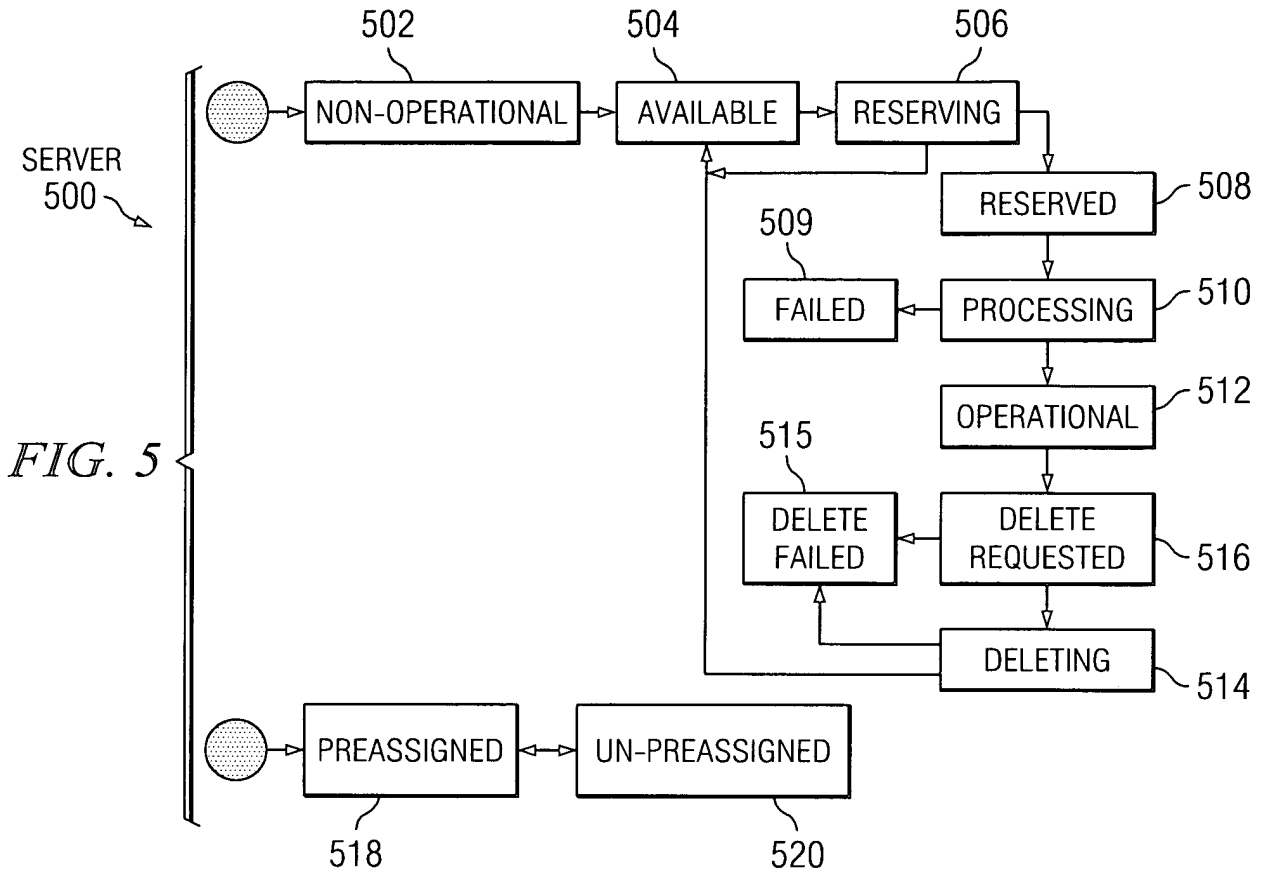 502
504
506
NON-OPERATIONAL
AVAILABLE
RESERVING
SERVER
500
RESERVED
508
509
FAILED
PROCESSING
510
512
OPERATIONAL
FIG. 5
515
DELETE
FAILED
DELETE
REQUESTED
516
DELETING
514
PREASSIGNED
UN-PREASSIGNED
518
520